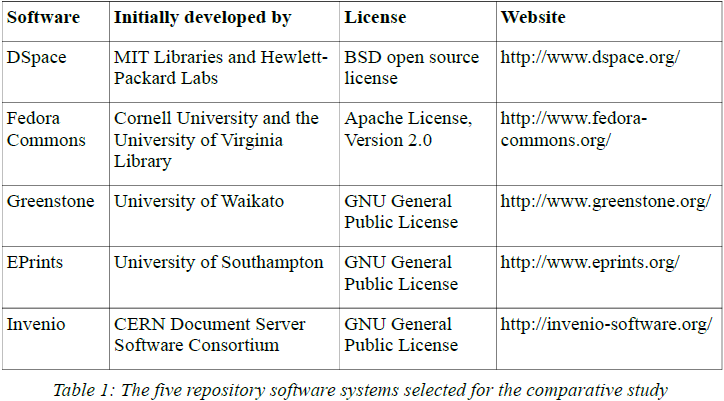 Software Initially developed by License Website
DSpace MIT Libraries and Hewlett- BSD open source http://www.dspace.org/
Packard Labs license
Fedora Cornell University and the Apache License, http://www.fedora-
Commons University of Virginia Version 2.0 commons.org/
Library
Greenstone University of Waikato GNU General http://www.greenstone.org/
Public License
EPrints University of Southampton GNU General http://www.eprints.org/
Public License
Invenio CERN Document Server GNU General http://invenio-software.org/
Software Consortium Public License
Table 1: The five repository software systems selected for the comparative study